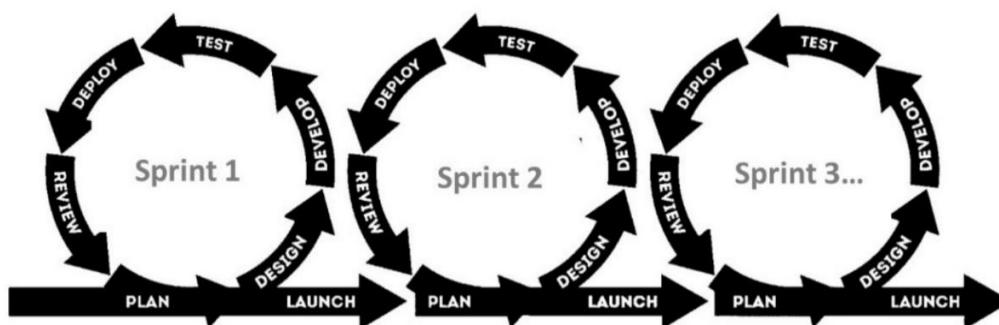 TEST
DEPLOY
DEVELOP
Sprint 1
REVIEW
DESIGN
PLAN
LAUNCH
TEST
DEPLOY
DEVELOP
Sprint 2
REVIEW
DESIGN
PLAN
LAUNCH
TEST
DEPLOY
DEVELOP
Sprint 3...
REVIEW
DESIGN
PLAN
LAUNCH